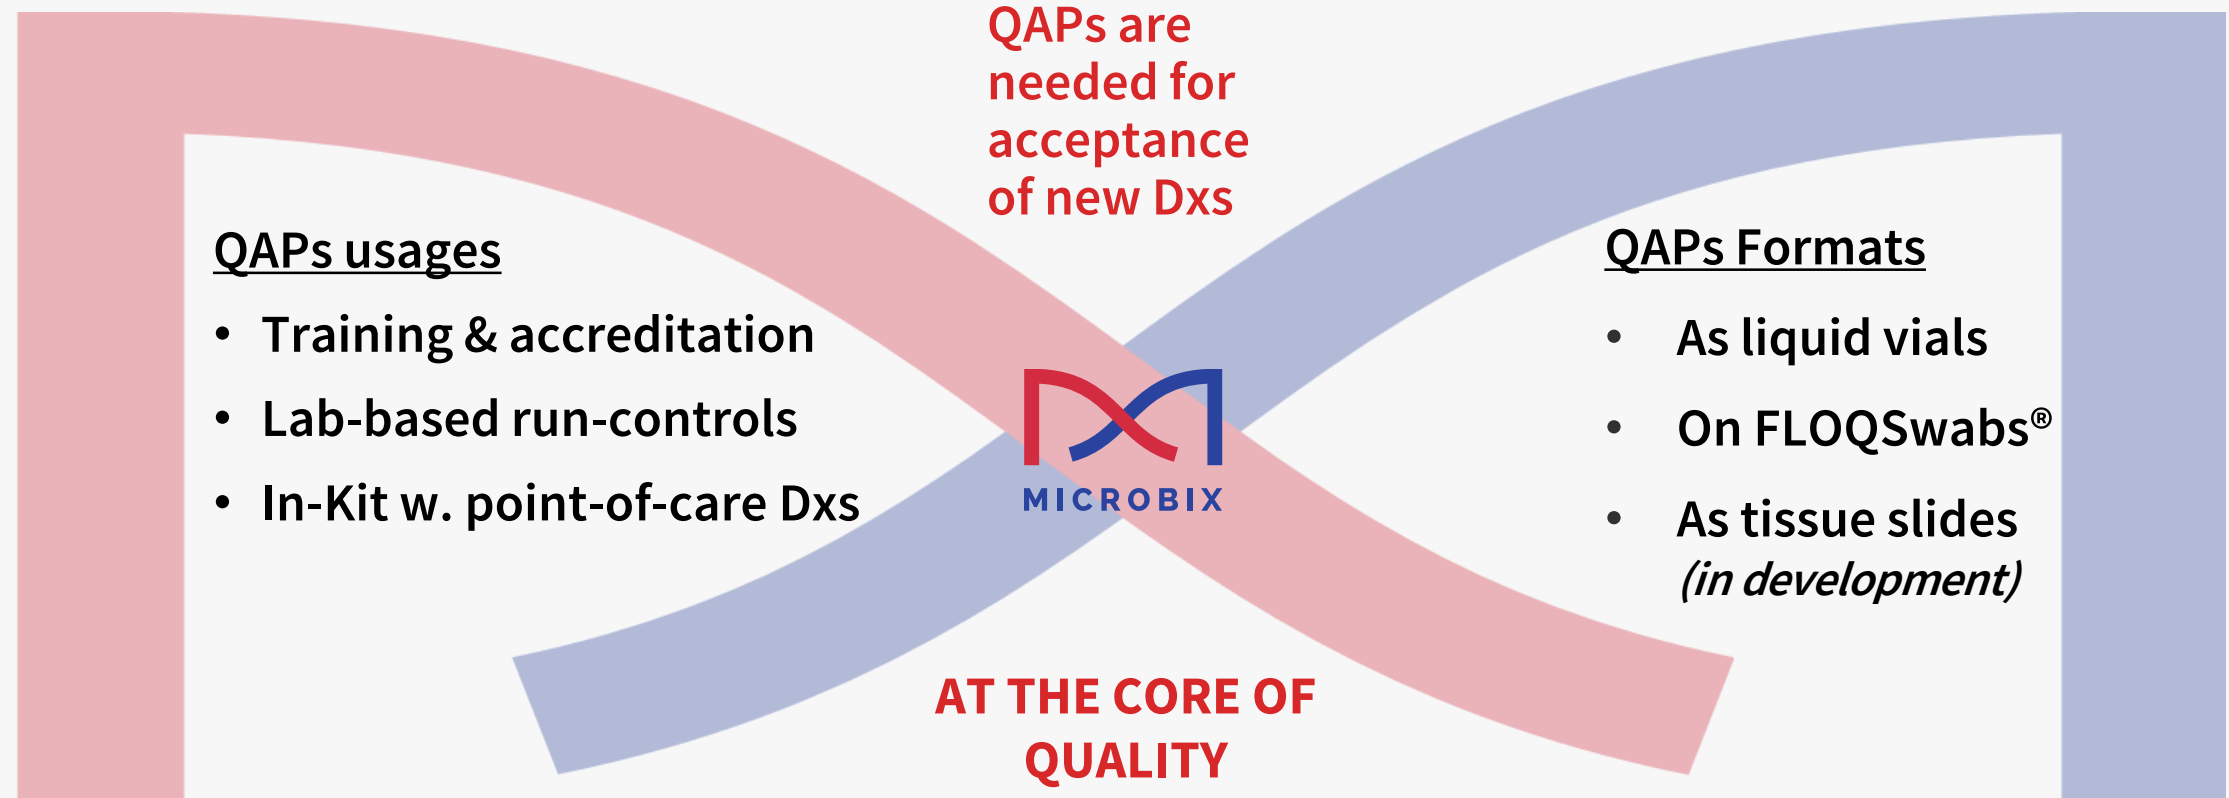 QAPs are
needed for
acceptance
of new Dxs
QAPs usages
• Training & accreditation
• Lab-based run-controls
• In-Kit w. point-of-care Dxs
MICROBIX
QAPs Formats
• As liquid vials
• On FLOQSwabs®
• As tissue slides
(in development)
AT THE CORE OF
QUALITY